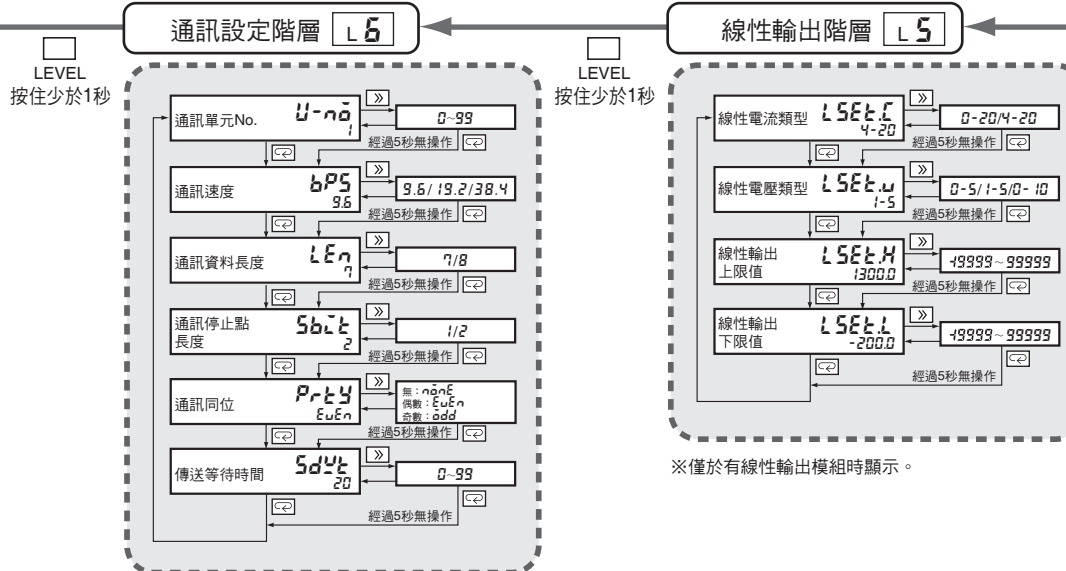 通訊設定階層 L 6
LEVEL
按住少於1秒
通訊單元No. U-no
1
0~99
經過5秒無操作
通訊速度 bPS
9.6
9.6/19.2/38.4
經過5秒無操作
通訊資料長度 LEn
7
7/8
經過5秒無操作
通訊停止點
長度 Sbit
2
1/2
經過5秒無操作
通訊同位 PrtY
EuEn
無：nonE
偶數：EuEn
奇數：odd
經過5秒無操作
傳送等待時間 SdWt
20
0~99
經過5秒無操作
線性輸出階層 L 5
LEVEL
按住少於1秒
線性電流類型 LSEt.C
4-20
0-20/4-20
經過5秒無操作
線性電壓類型 LSEt.u
1-5
0-5/1-5/0-10
經過5秒無操作
線性輸出
上限值 LSEt.H
1300.0
-19999~99999
經過5秒無操作
線性輸出
下限值 LSEt.L
-200.0
-19999~99999
經過5秒無操作
※僅於有線性輸出模組時顯示。